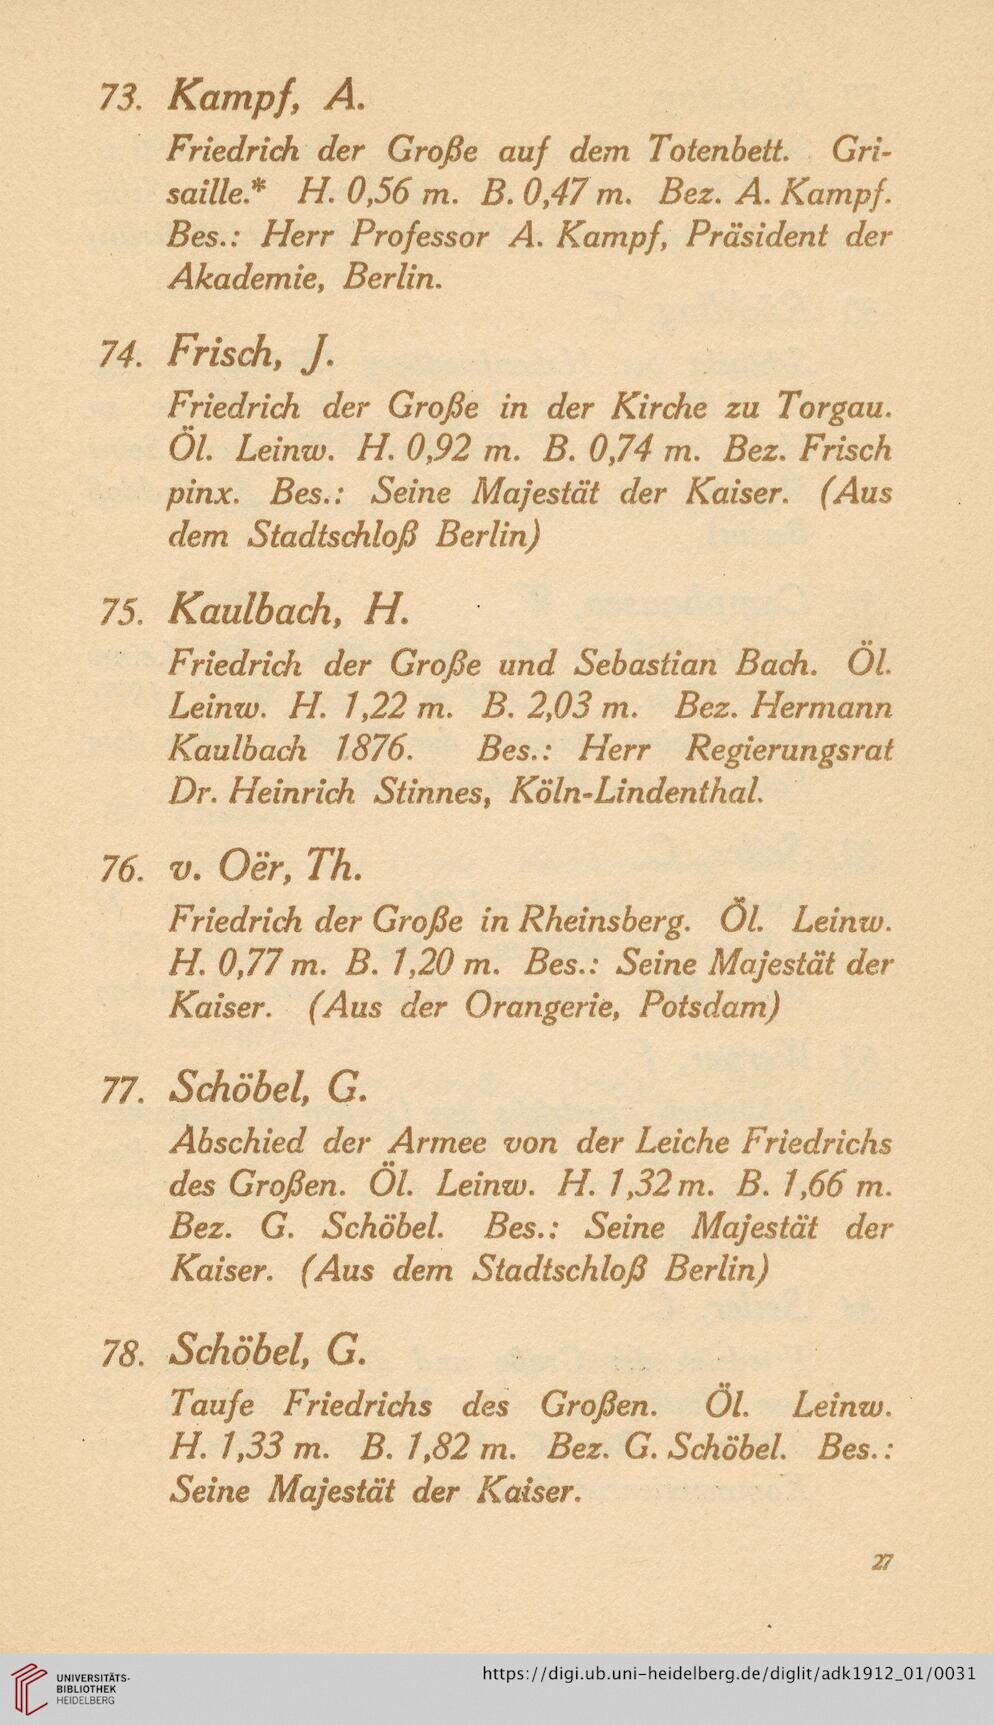 73. Kampf, A.
Friedrich der Große auf dem Totenbett. Gri-
saille.* H. 0,56 m. B. 0,47 m. Bez. A. Kampf.
Bes.: Herr Professor A. Kampf, Präsident der
Akademie, Berlin.
74. Frisch, J.
Friedrich der Große in der Kirche zu Torgau.
Öl. Leinw. H. 0,92 m. B. 0,74 m. Bez. Frisch
pinx. Bes.: Seine Majestät der Kaiser. (Aus
dem Stadtschloß Berlin)
75. Kaulbach, H.
Friedrich der Große und Sebastian Bach. Öl.
Leinw. H. 1,22 m. B. 2,03 m. Bez. Hermann
Kaulbach 1876. Bes.: Herr Regierungsrat
Dr. Heinrich Stinnes, Köln-Lindenthal.
76. v. Oër, Th.
Friedrich der Große in Rheinsberg. Öl. Leinw.
H. 0,77 m. B. 1,20 m. Bes.: Seine Majestät der
Kaiser. (Aus der Orangerie, Potsdam)
77. Schöbel, G.
Abschied der Armee von der Leiche Friedrichs
des Großen. Öl. Leinw. H. 1,32 m. B. 1,66 m.
Bez. G. Schöbel. Bes.: Seine Majestät der
Kaiser. (Aus dem Stadtschloß Berlin)
78. Schöbel, G.
Taufe Friedrichs des Großen. Öl. Leinw.
H. 1,33 m. B. 1,82 m. Bez. G. Schöbel. Bes.:
Seine Majestät der Kaiser.
27
UNIVERSITÄTS-
BIBLIOTHEK
HEIDELBERG
https://digi.ub.uni-heidelberg.de/diglit/adk1912_01/0031